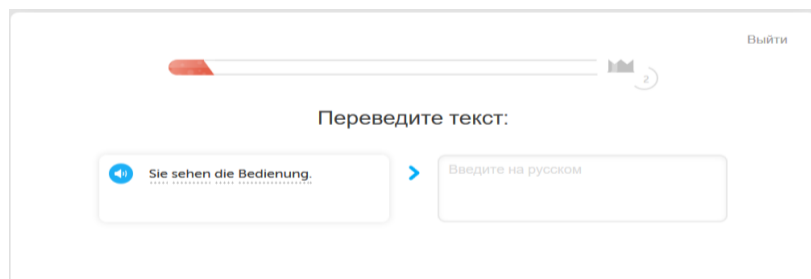 Выйти
2
Переведите текст:
Sie sehen die Bedienung.
Введите на русском